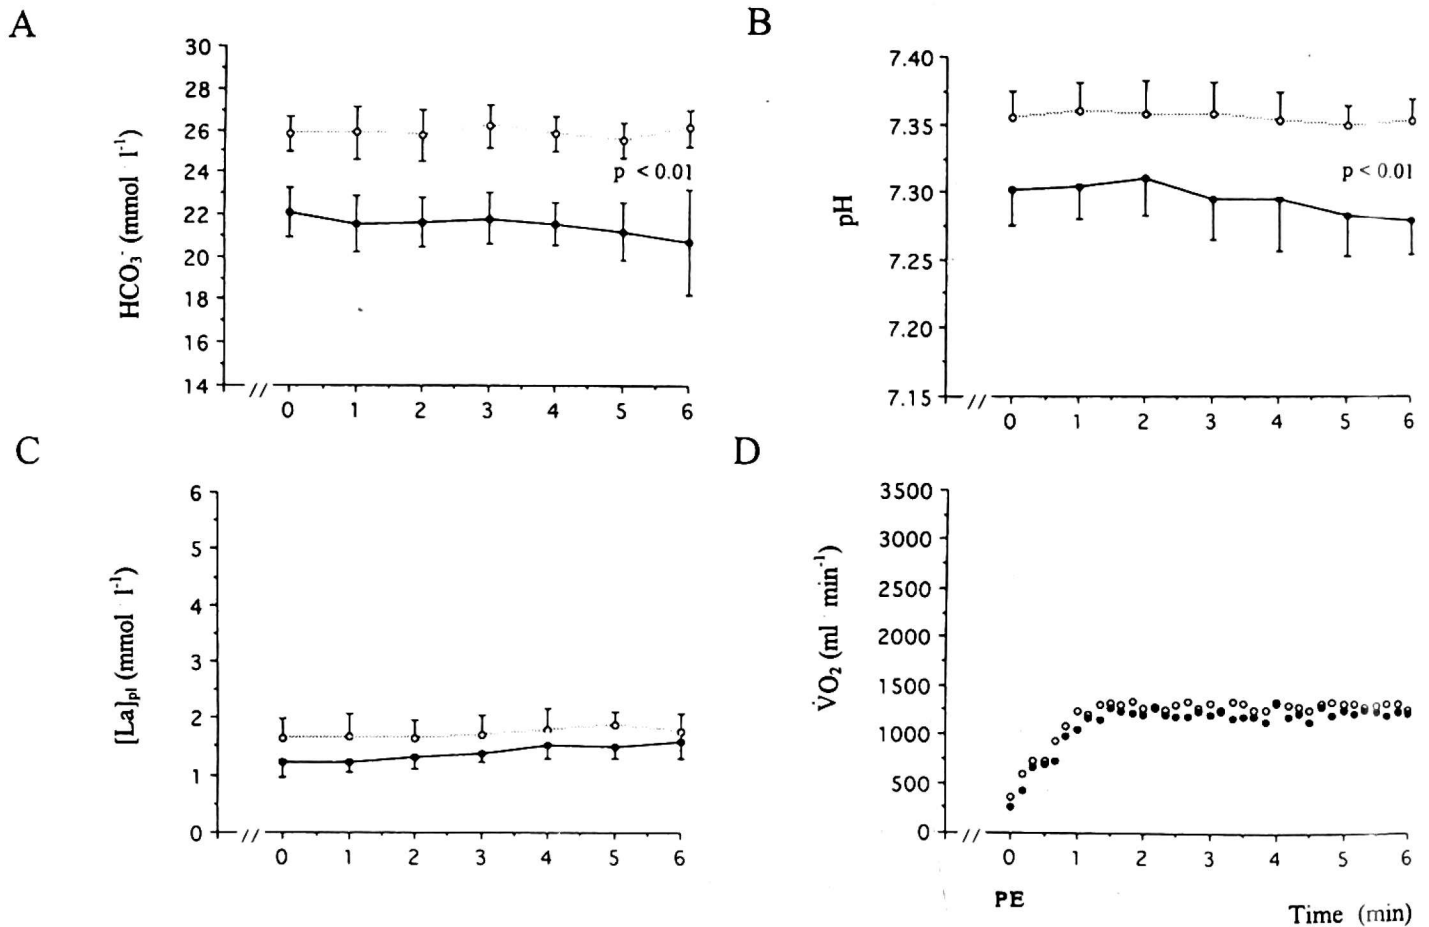 A
30
28
26
24
22
20
18
16
14
HCO₃⁻ (mmol l⁻¹)
p < 0.01
//
0 1 2 3 4 5 6
B
7.40
7.35
7.30
7.25
7.20
7.15
pH
p < 0.01
//
0 1 2 3 4 5 6
C
6
5
4
3
2
1
0
[La]pl (mmol l⁻¹)
//
0 1 2 3 4 5 6
D
3500
3000
2500
2000
1500
1000
500
0
V̇O₂ (ml min⁻¹)
//
0 1 2 3 4 5 6
PE
Time (min)